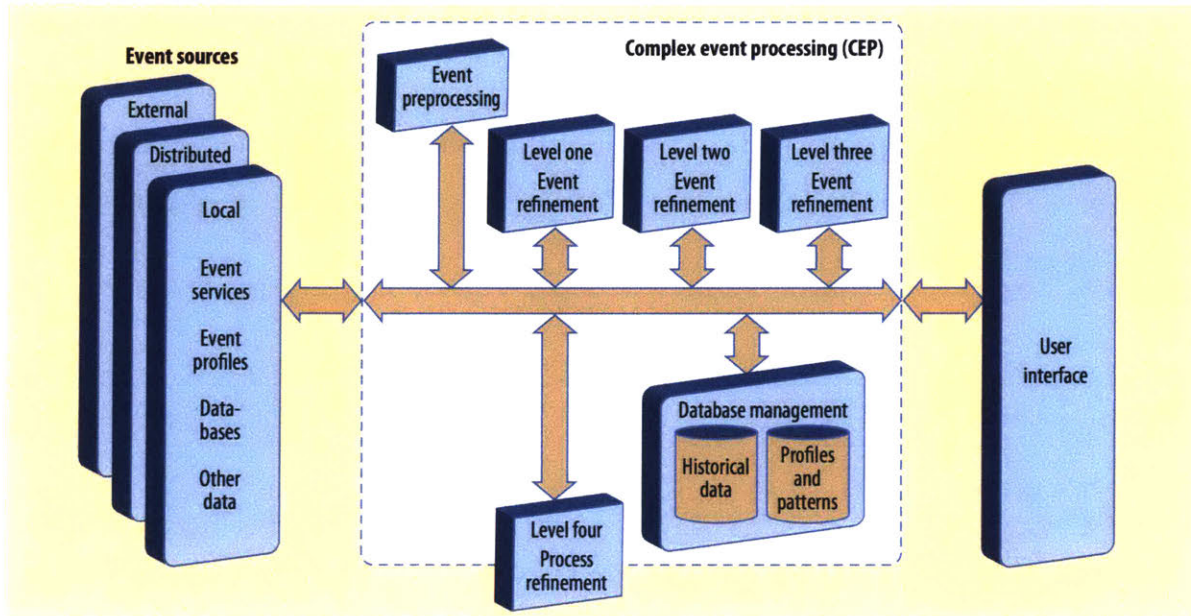 Event sources
External
Distributed
Local
Event
services
Event
profiles
Data-
bases
Other
data
Complex event processing (CEP)
Event
preprocessing
Level one
Event
refinement
Level two
Event
refinement
Level three
Event
refinement
Level four
Process
refinement
Database management
Historical
data
Profiles
and
patterns
User
interface